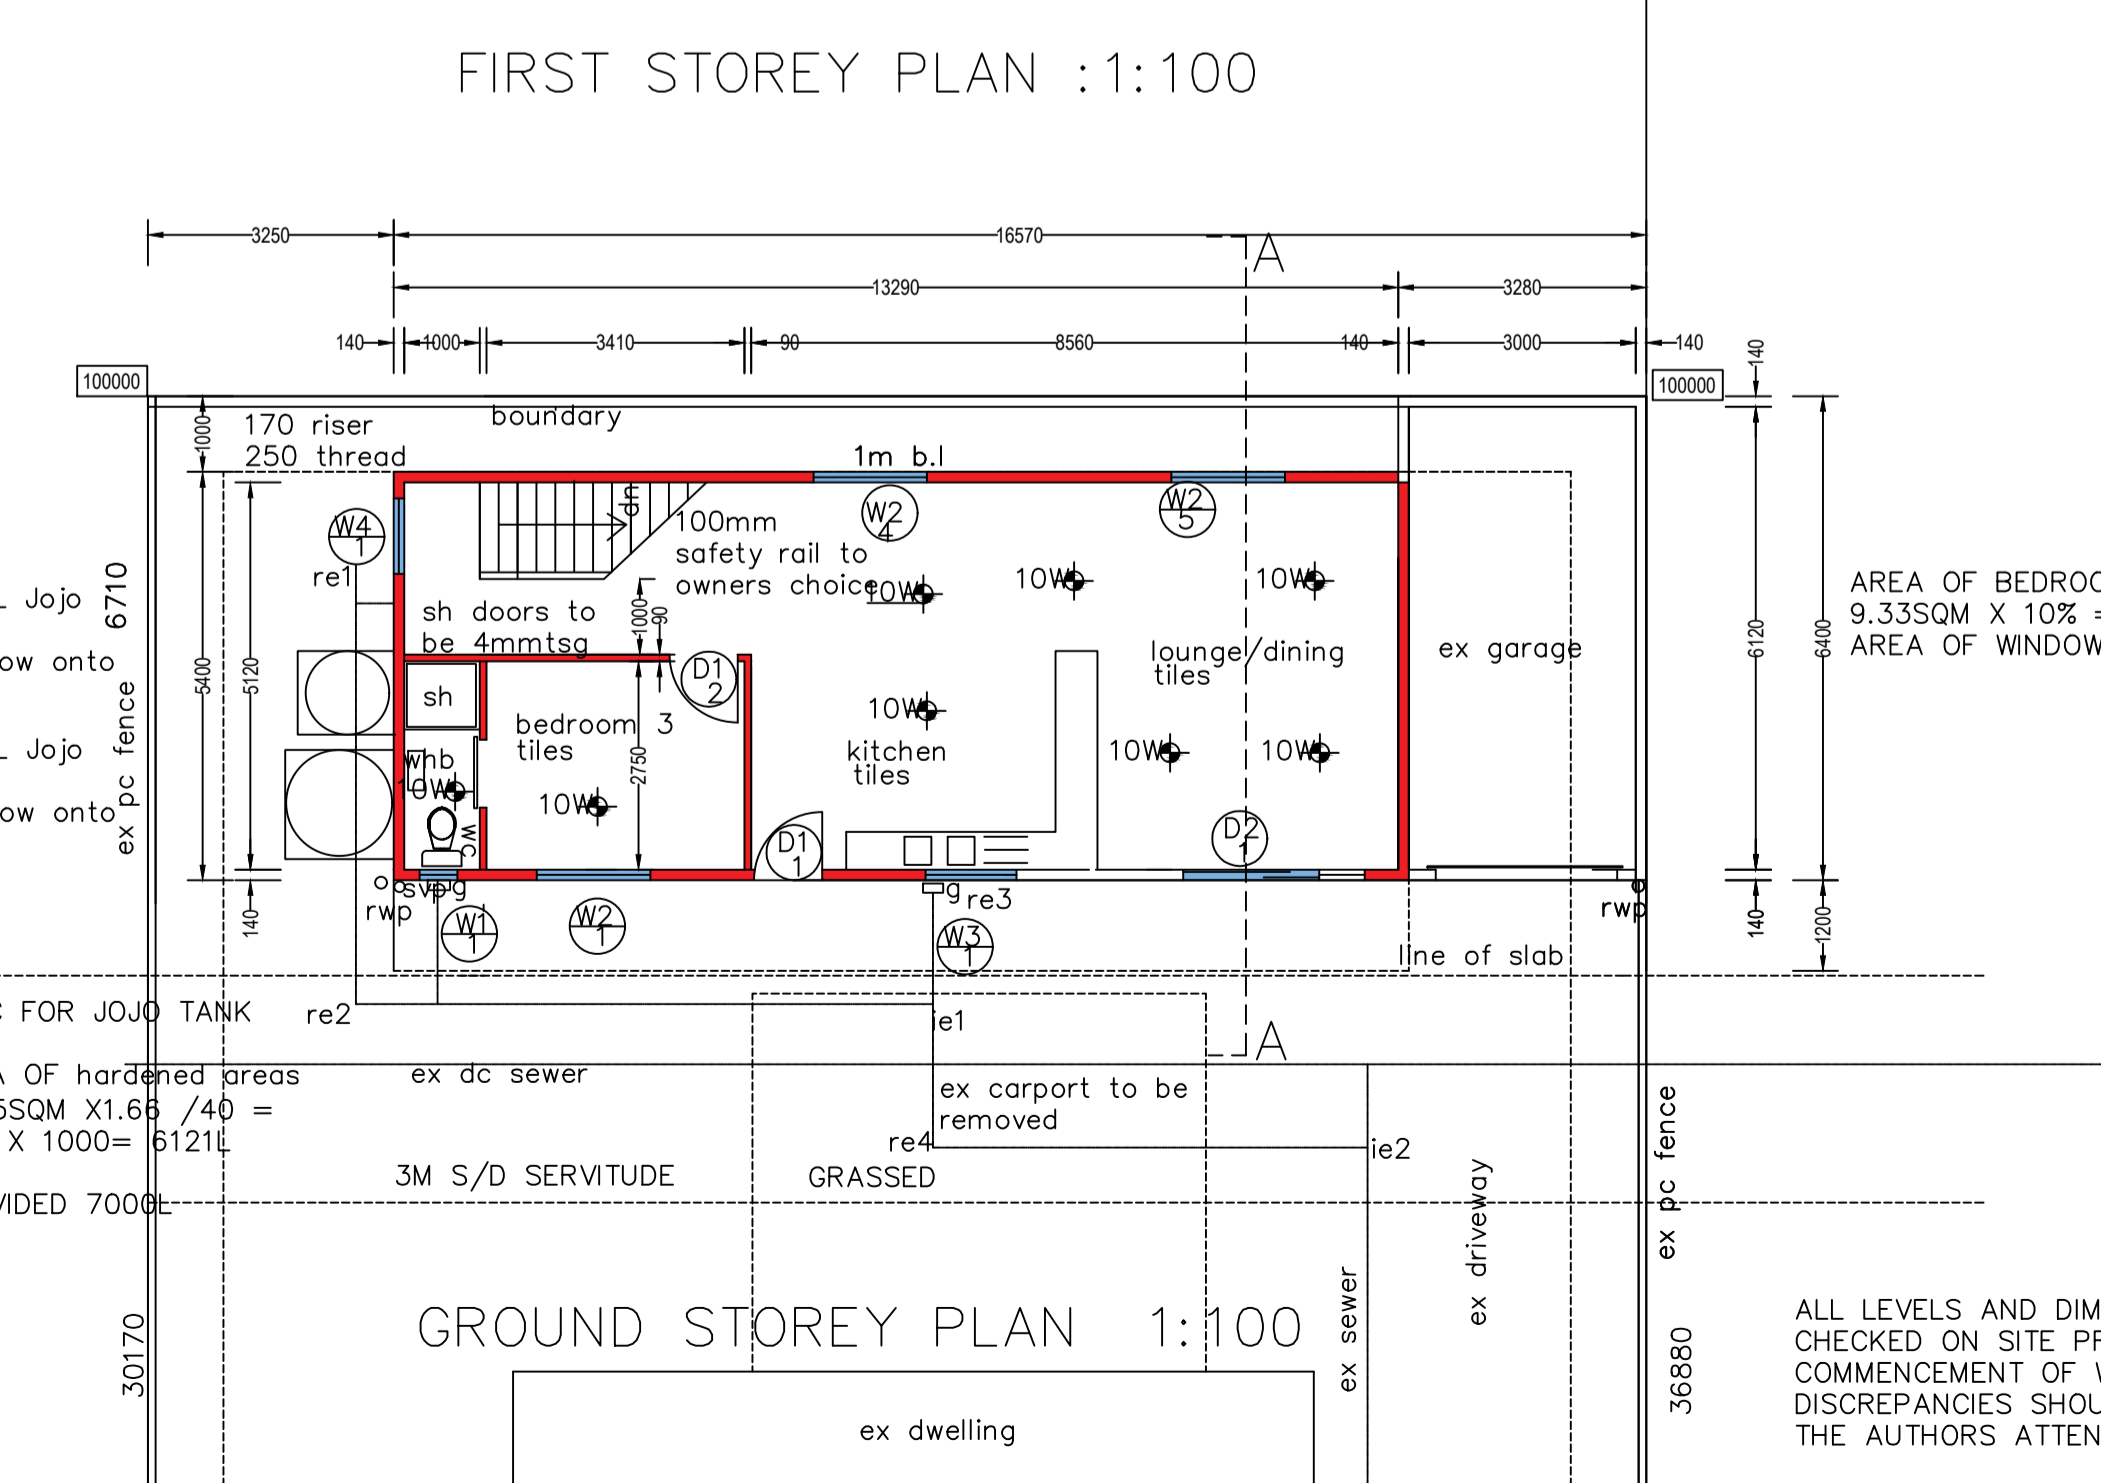 FIRST STOREY PLAN :1:100
3250
16570
A
13290
3280
140
1000
3410
90
8560
140
3000
140
140
100000
100000
1000
170 riser
250 thread
boundary
1m b.l
dn
W4
1
W2
4
W2
5
re1
100mm
safety rail to
owners choice
10W
10W
10W
6710
Jojo
sh doors to
be 4mmtsg
1000
90
AREA OF BEDROO
9.33SQM X 10% =
AREA OF WINDOW
5400
5120
6120
6400
ow onto
ex pc fence
sh
D1
2
lounge/dining
tiles
ex garage
bedroom 3
tiles
2750
10W
kitchen
tiles
10W
10W
Jojo
whb
10W
10W
ow onto
wc
D1
1
D2
1
svp
g
rwp
g
re3
rwp
140
140
1200
W1
1
W2
1
W3
1
line of slab
FOR JOJO TANK
re2
ie1
A
A OF hardened areas
ex dc sewer
5SQM X1.66 /40 =
X 1000= 6121L
ex carport to be
removed
re4
ie2
3M S/D SERVITUDE
GRASSED
VIDED 7000L
ex pc fence
ex driveway
ex sewer
GROUND STOREY PLAN 1:100
30170
36880
ex dwelling
ALL LEVELS AND DIM
CHECKED ON SITE PR
COMMENCEMENT OF W
DISCREPANCIES SHOU
THE AUTHORS ATTEN